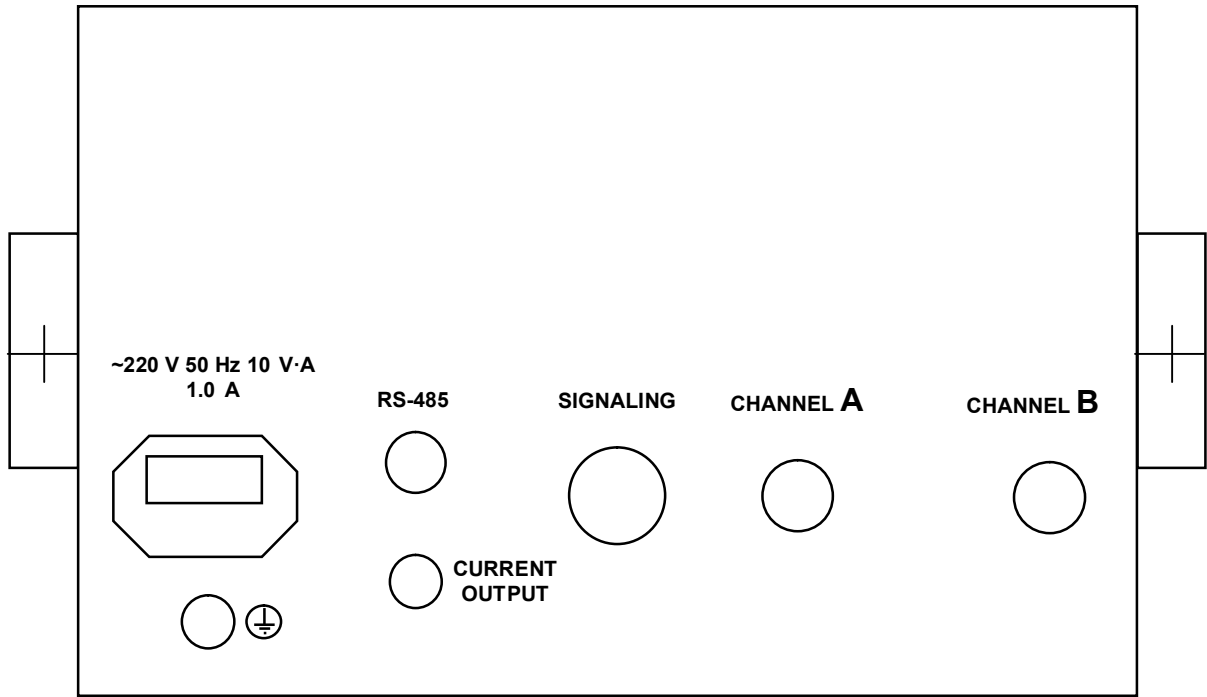 ~220 V 50 Hz 10 V·A
1.0 A
RS-485
SIGNALING
CHANNEL A
CHANNEL B
CURRENT
OUTPUT